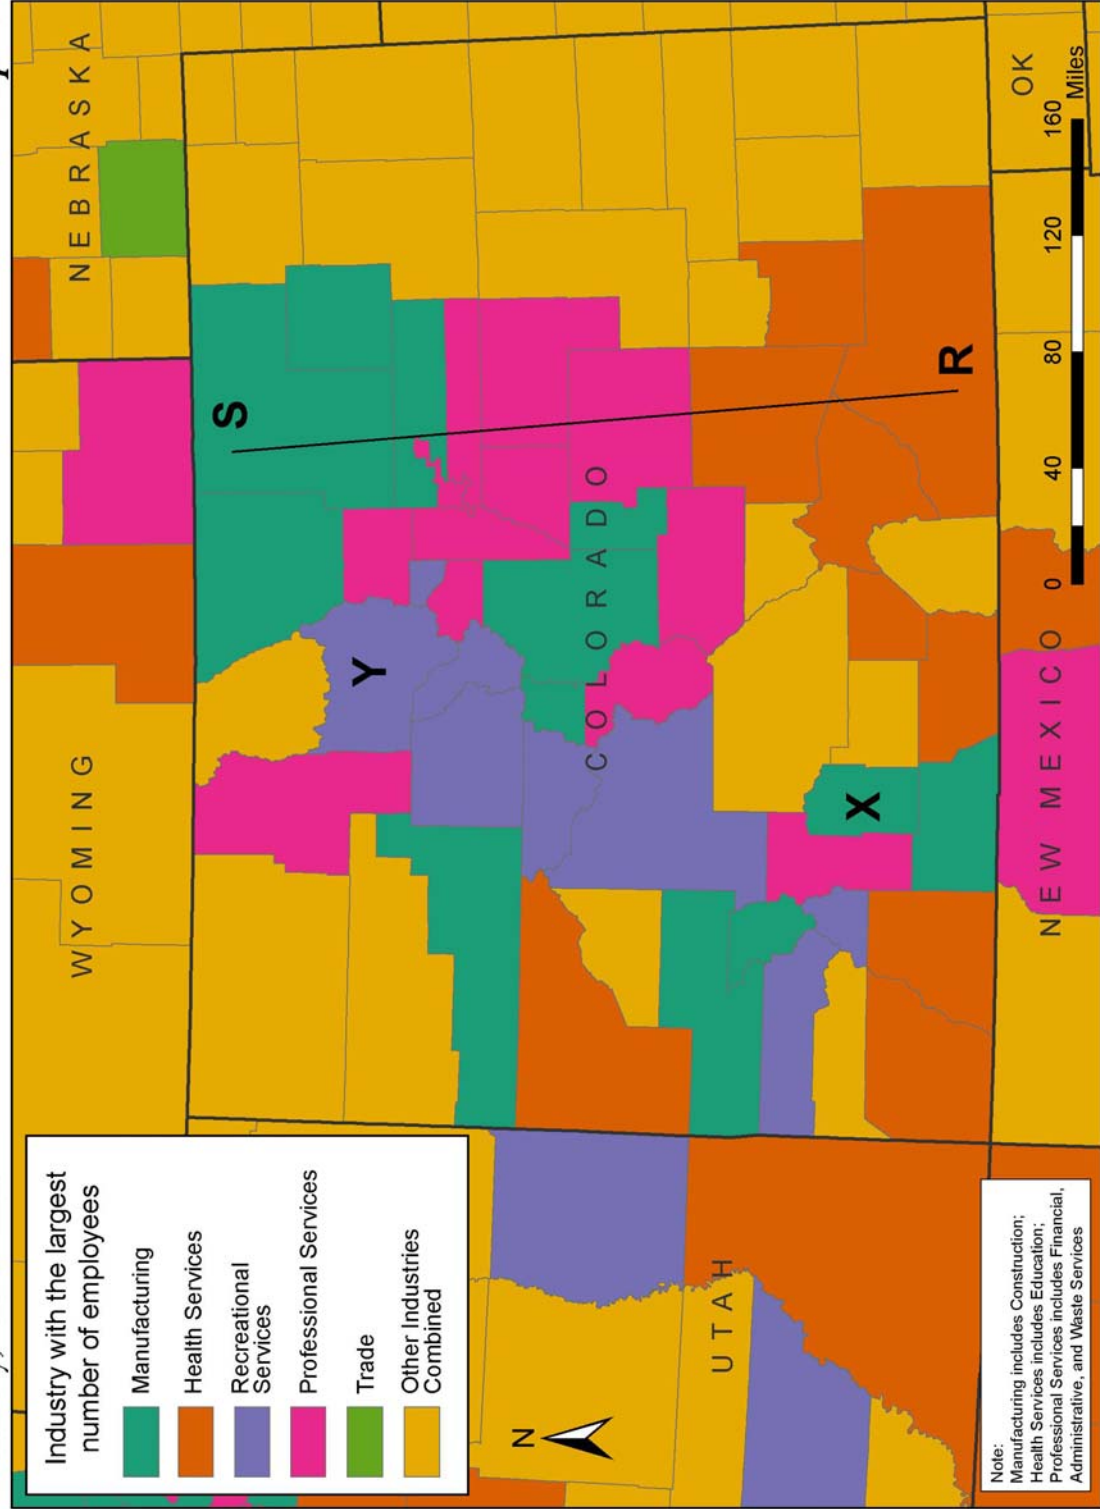 Industry with the largest
number of employees
Manufacturing
Health Services
Recreational
Services
Professional Services
Trade
Other Industries
Combined
N
WYOMING
NEBRASKA
S
Y
COLORADO
X
R
UTAH
NEW MEXICO
OK
0 40 80 120 160
Miles
Note:
Manufacturing includes Construction;
Health Services includes Education;
Professional Services includes Financial,
Administrative, and Waste Services